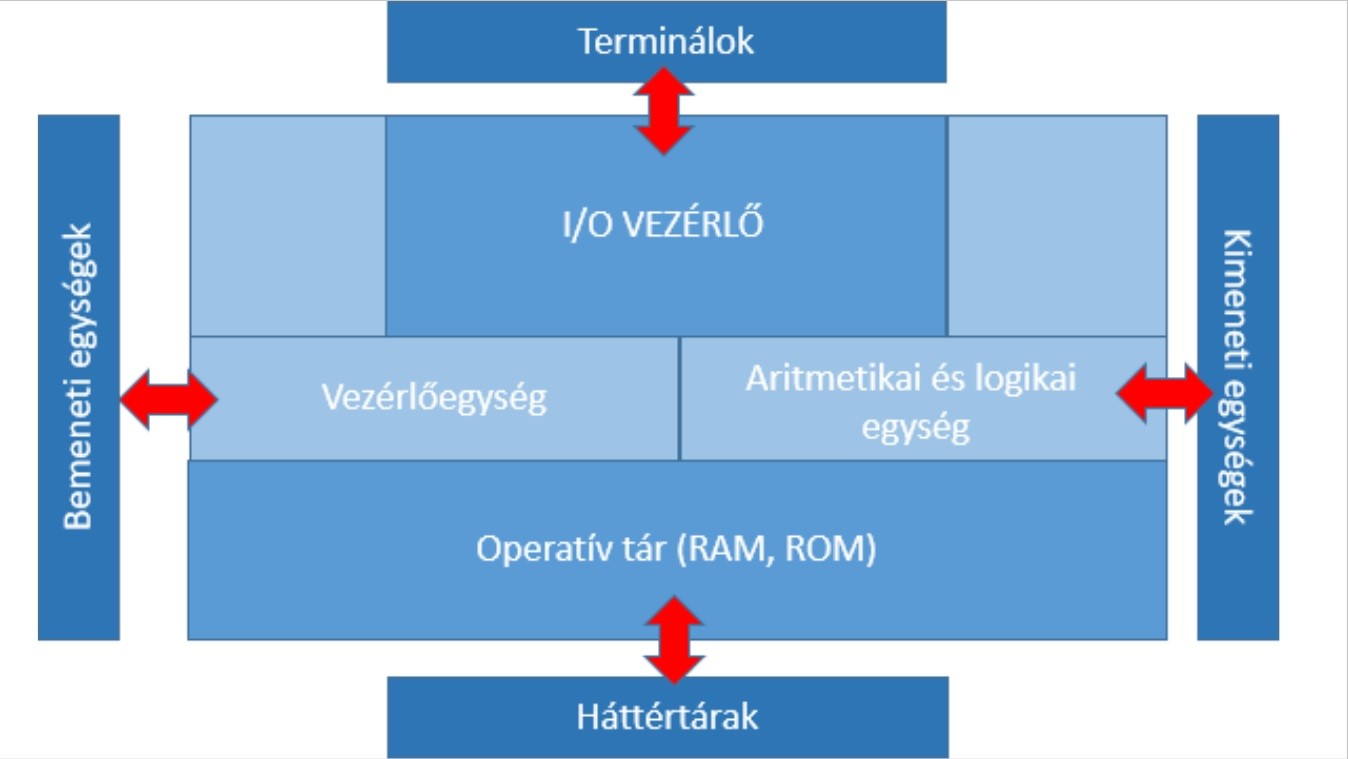 Terminálok
I/O VEZÉRLŐ
Bemeneti egységek
Kimeneti egységek
Vezérlőegység
Aritmetikai és logikai
egység
Operatív tár (RAM, ROM)
Háttértárak